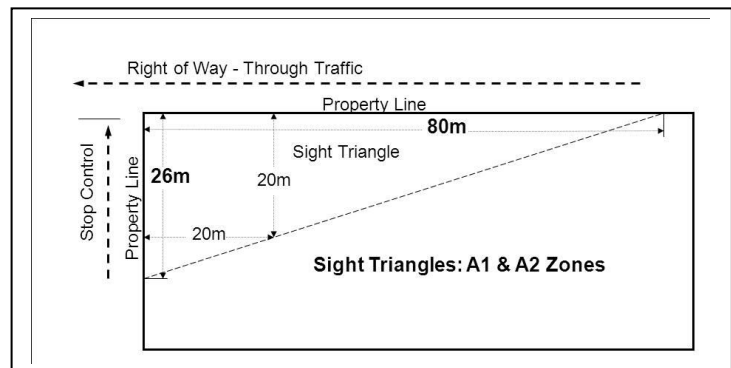 Right of Way - Through Traffic
Property Line
80m
Sight Triangle
Stop Control
Property Line
26m
20m
20m
Sight Triangles: A1 & A2 Zones